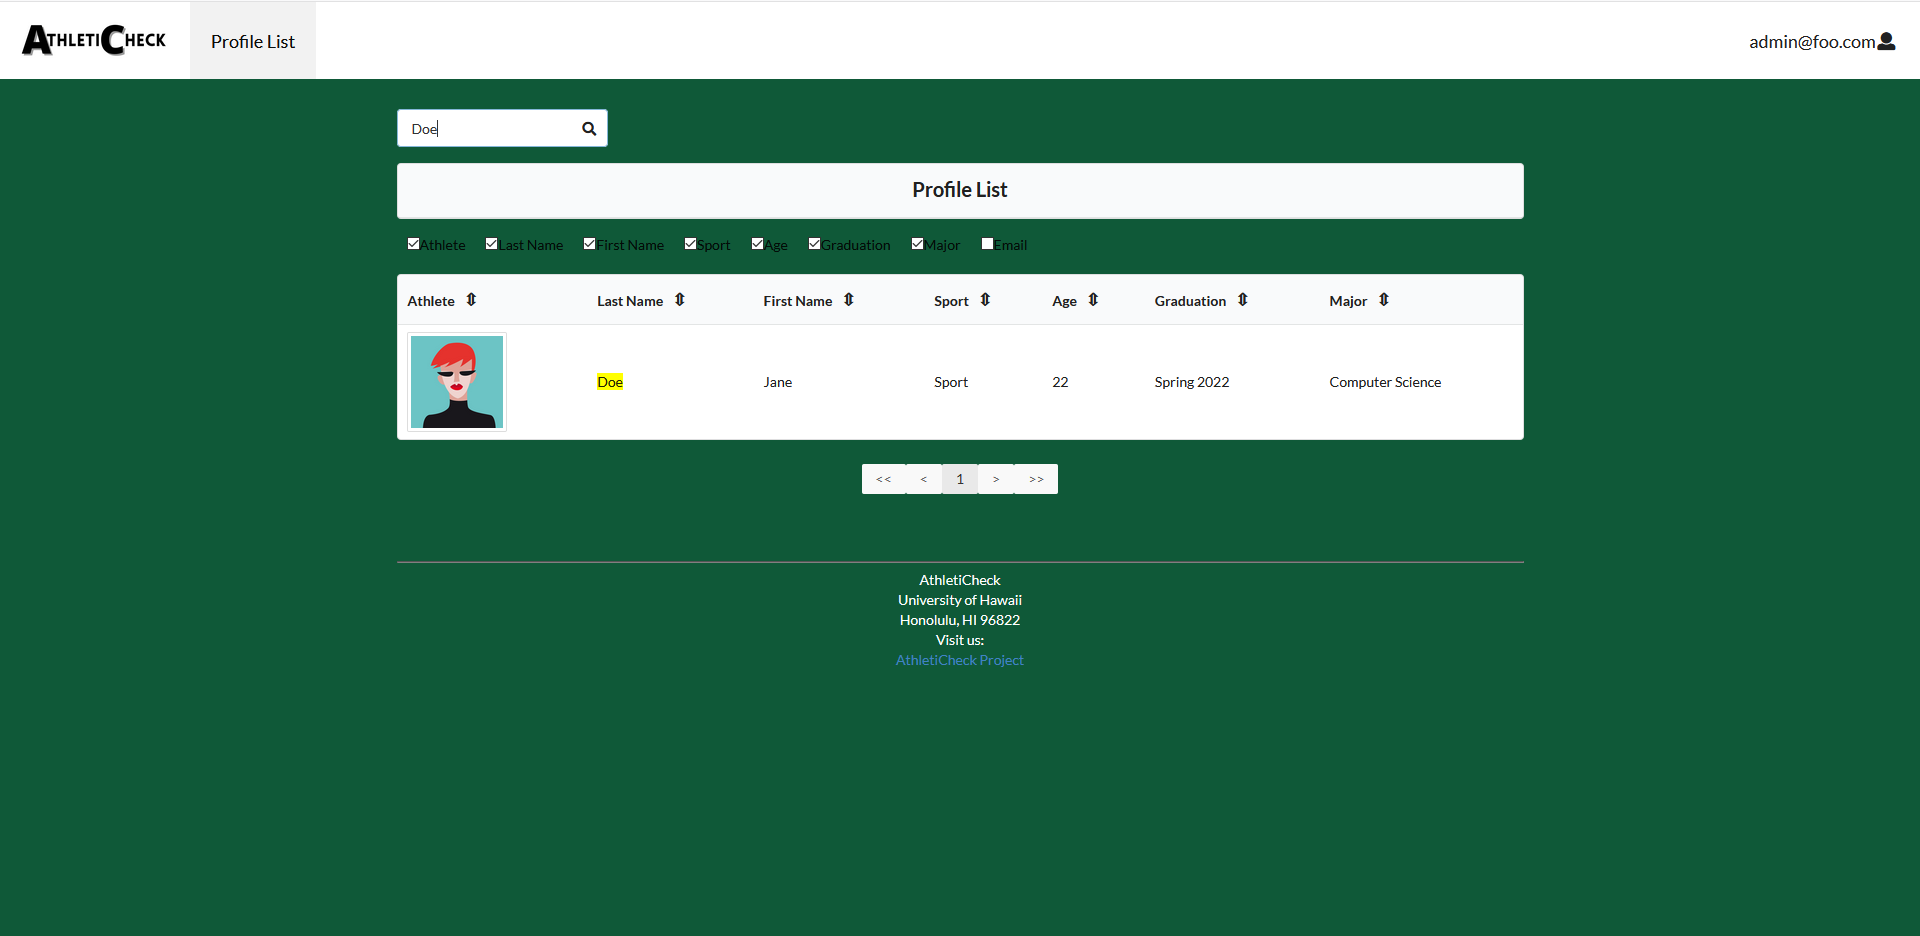 ATHLETICHECK Profile List admin@foo.com
Doe
Profile List
Athlete Last Name First Name Sport Age Graduation Major Email
Athlete Last Name First Name Sport Age Graduation Major
Doe Jane Sport 22 Spring 2022 Computer Science
<< < 1 > >>
AthletiCheck
University of Hawaii
Honolulu, HI 96822
Visit us:
AthletiCheck Project